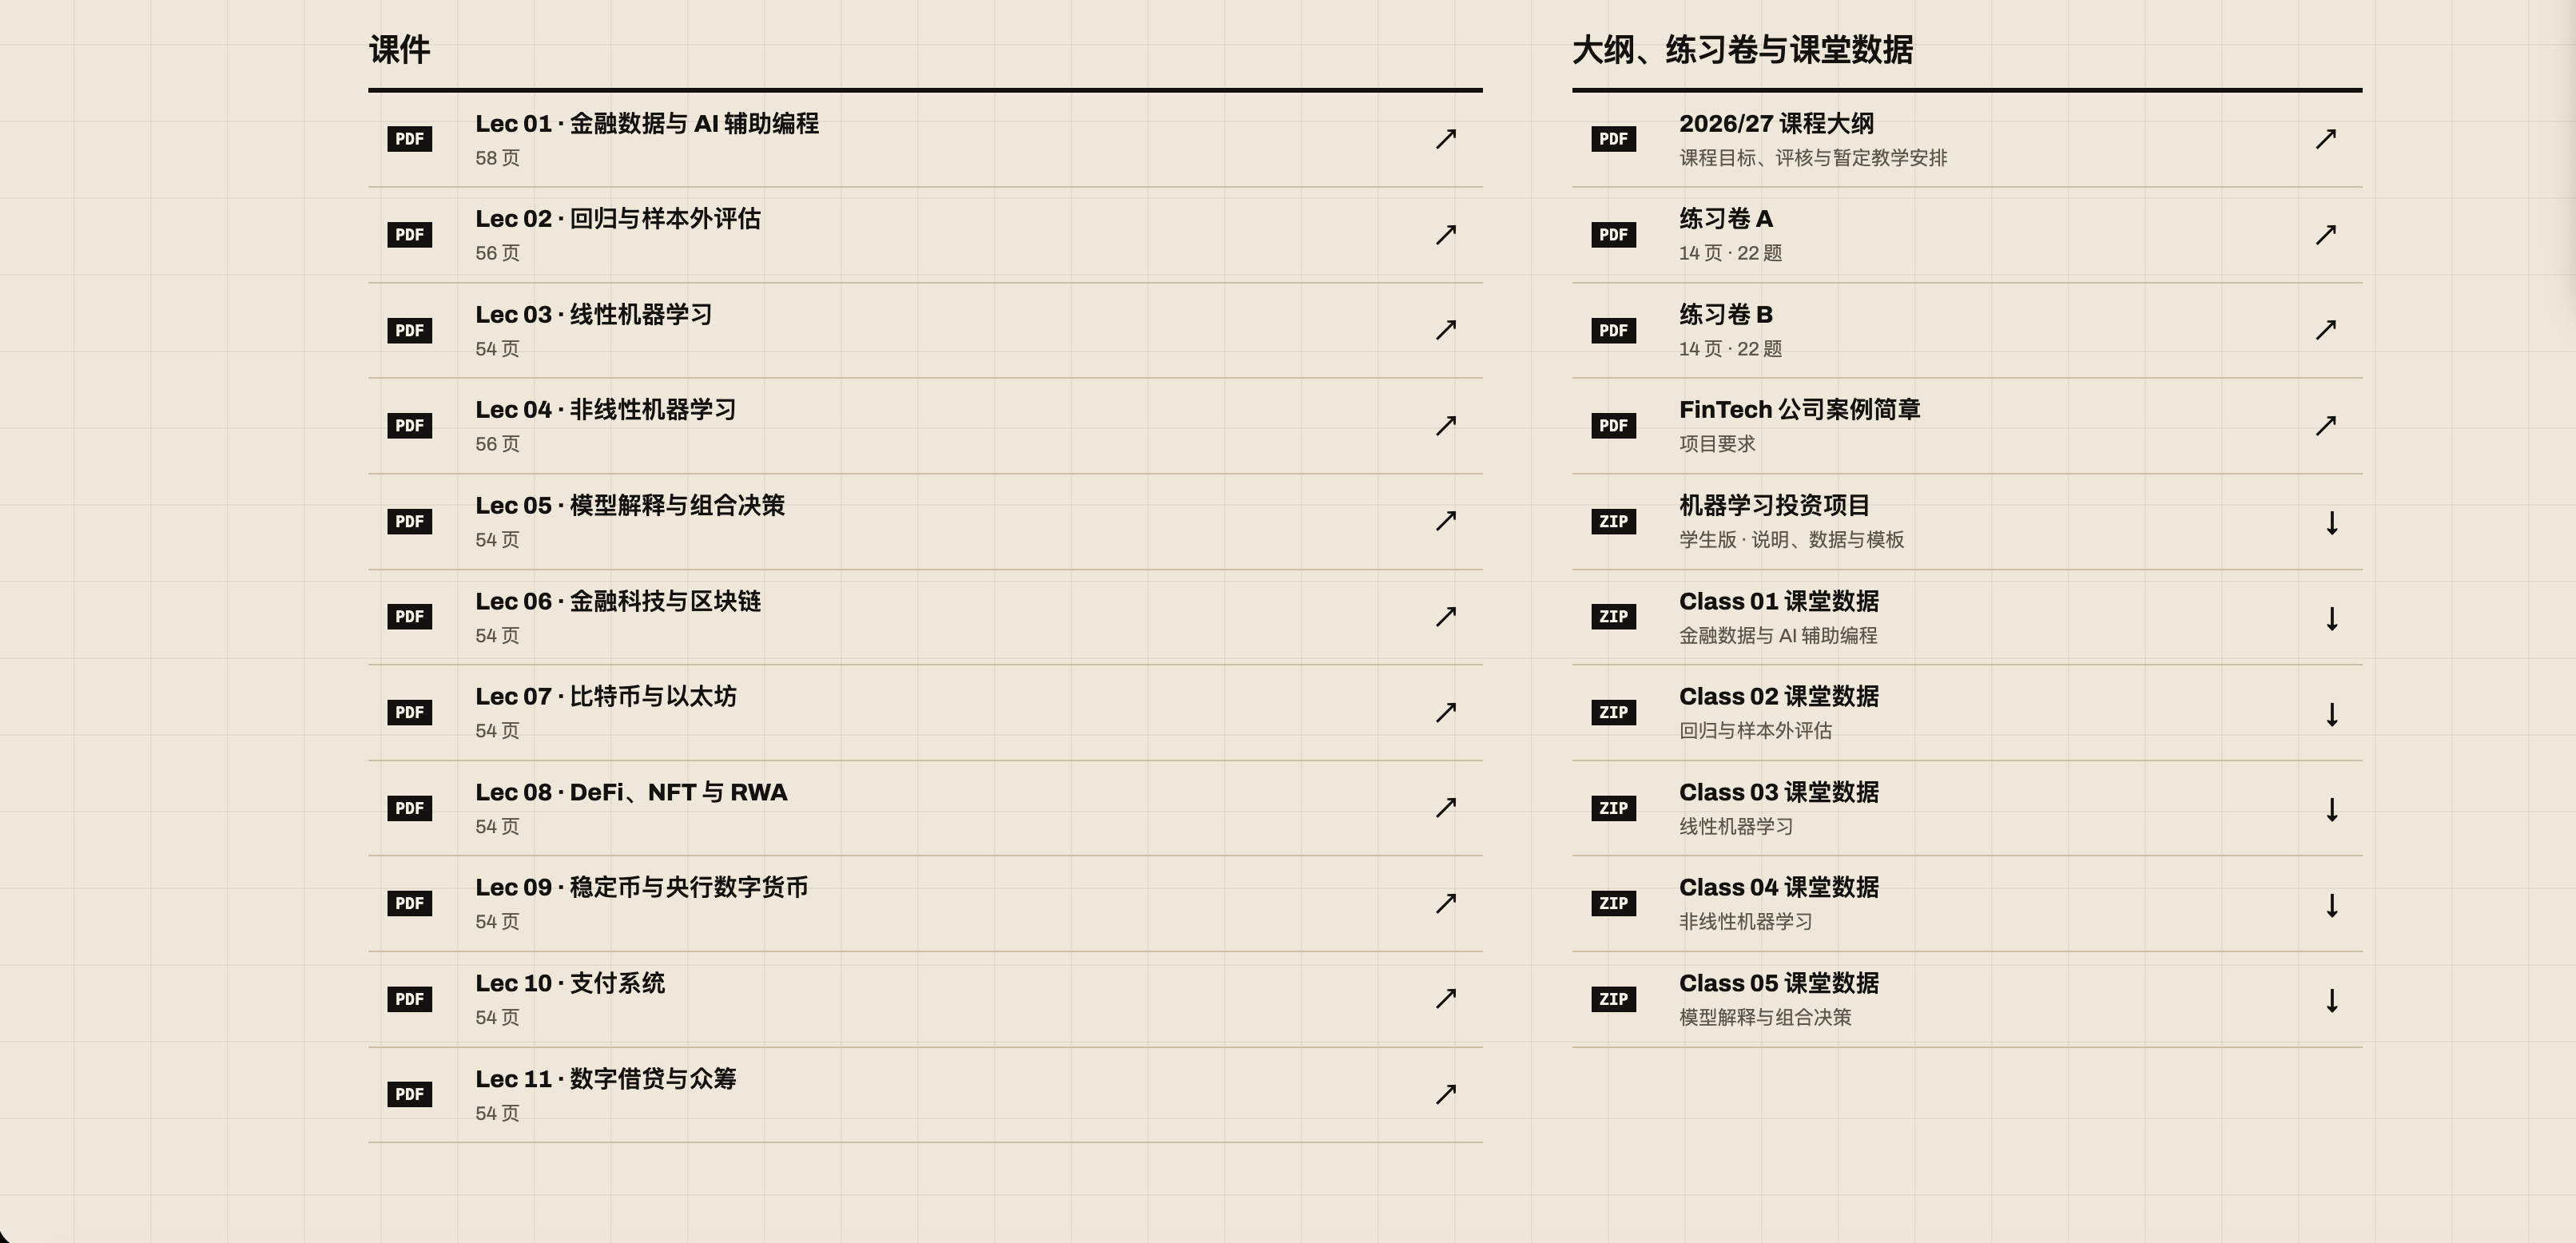 课件
PDF
Lec 01 · 金融数据与 AI 辅助编程
58 页
↗
PDF
Lec 02 · 回归与样本外评估
56 页
↗
PDF
Lec 03 · 线性机器学习
54 页
↗
PDF
Lec 04 · 非线性机器学习
56 页
↗
PDF
Lec 05 · 模型解释与组合决策
54 页
↗
PDF
Lec 06 · 金融科技与区块链
54 页
↗
PDF
Lec 07 · 比特币与以太坊
54 页
↗
PDF
Lec 08 · DeFi、NFT 与 RWA
54 页
↗
PDF
Lec 09 · 稳定币与央行数字货币
54 页
↗
PDF
Lec 10 · 支付系统
54 页
↗
PDF
Lec 11 · 数字借贷与众筹
54 页
↗
大纲、练习卷与课堂数据
PDF
2026/27 课程大纲
课程目标、评核与暂定教学安排
↗
PDF
练习卷 A
14 页 · 22 题
↗
PDF
练习卷 B
14 页 · 22 题
↗
PDF
FinTech 公司案例简章
项目要求
↗
ZIP
机器学习投资项目
学生版 · 说明、数据与模板
↓
ZIP
Class 01 课堂数据
金融数据与 AI 辅助编程
↓
ZIP
Class 02 课堂数据
回归与样本外评估
↓
ZIP
Class 03 课堂数据
线性机器学习
↓
ZIP
Class 04 课堂数据
非线性机器学习
↓
ZIP
Class 05 课堂数据
模型解释与组合决策
↓